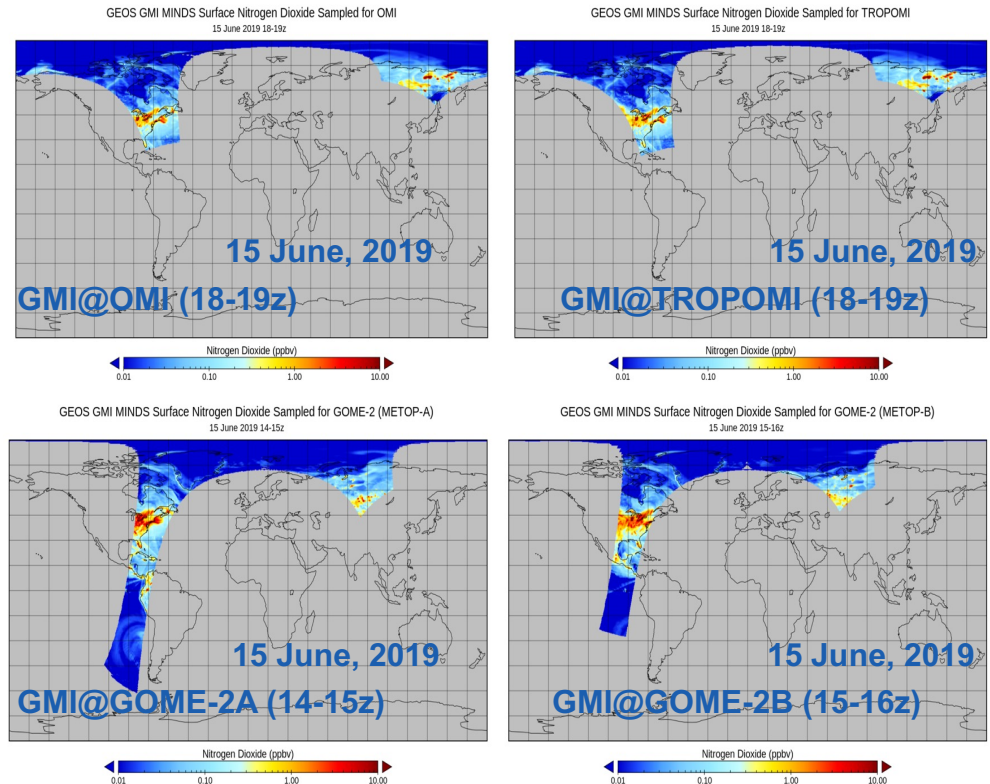 GEOS GMI MINDS Surface Nitrogen Dioxide Sampled for OMI
15 June 2019 18-19z
15 June, 2019
GMI@OMI (18-19z)
Nitrogen Dioxide (ppbv)
0.01 0.10 1.00 10.00
GEOS GMI MINDS Surface Nitrogen Dioxide Sampled for TROPOMI
15 June 2019 18-19z
15 June, 2019
GMI@TROPOMI (18-19z)
Nitrogen Dioxide (ppbv)
0.01 0.10 1.00 10.00
GEOS GMI MINDS Surface Nitrogen Dioxide Sampled for GOME-2 (METOP-A)
15 June 2019 14-15z
15 June, 2019
GMI@GOME-2A (14-15z)
Nitrogen Dioxide (ppbv)
0.01 0.10 1.00 10.00
GEOS GMI MINDS Surface Nitrogen Dioxide Sampled for GOME-2 (METOP-B)
15 June 2019 15-16z
15 June, 2019
GMI@GOME-2B (15-16z)
Nitrogen Dioxide (ppbv)
0.01 0.10 1.00 10.00